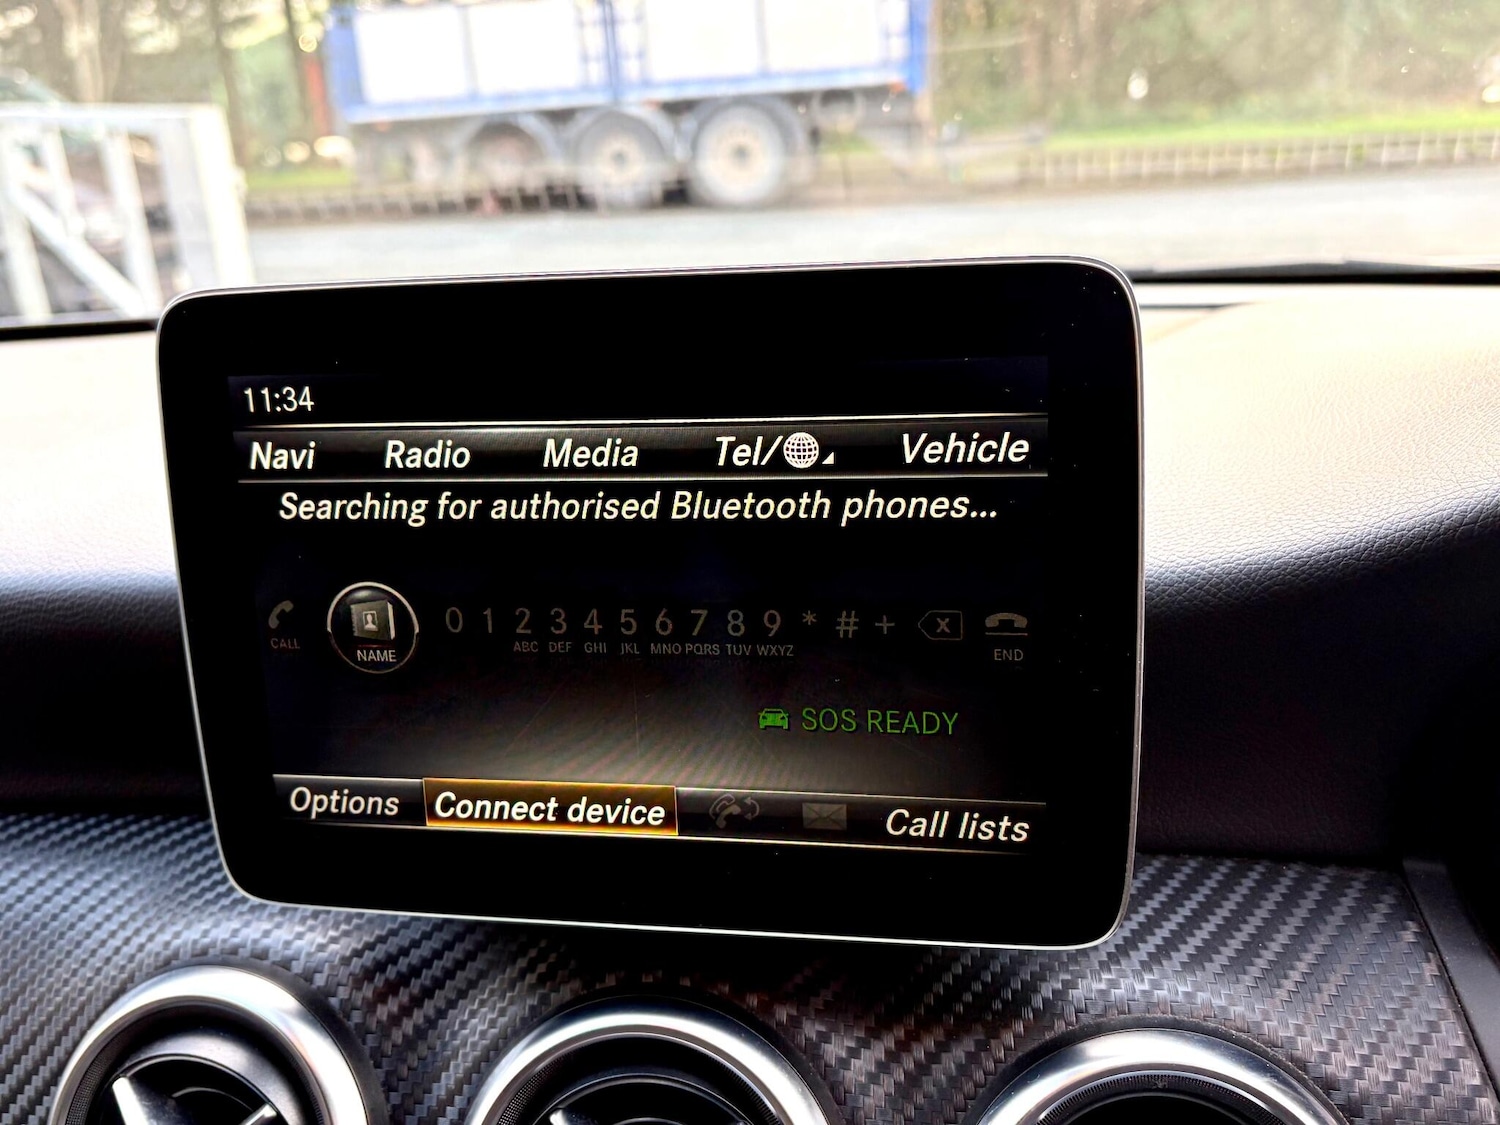 11:34
Navi Radio Media Tel/ Vehicle
Searching for authorised Bluetooth phones...
0 1 2 3 4 5 6 7 8 9 * # + X
CALL NAME ABC DEF GHI JKL MNO PQRS TUV WXYZ END
SOS READY
Options Connect device Call lists